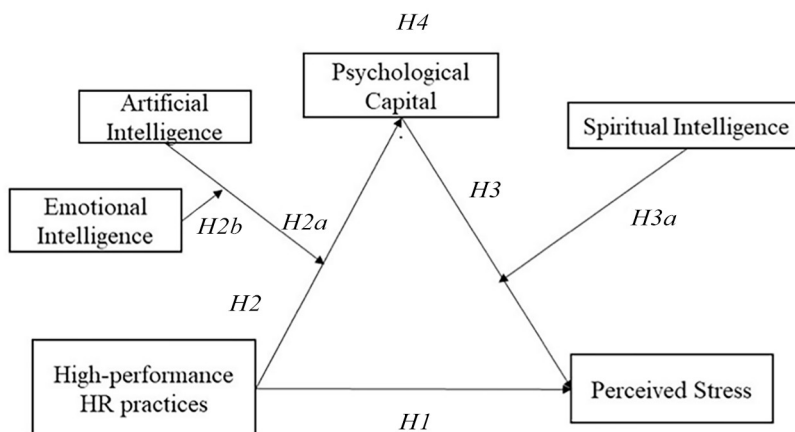 H4
Psychological
Capital
Artificial
Intelligence
Spiritual Intelligence
Emotional
Intelligence
H2b
H2a
H3
H3a
H2
High-performance
HR practices
Perceived Stress
H1